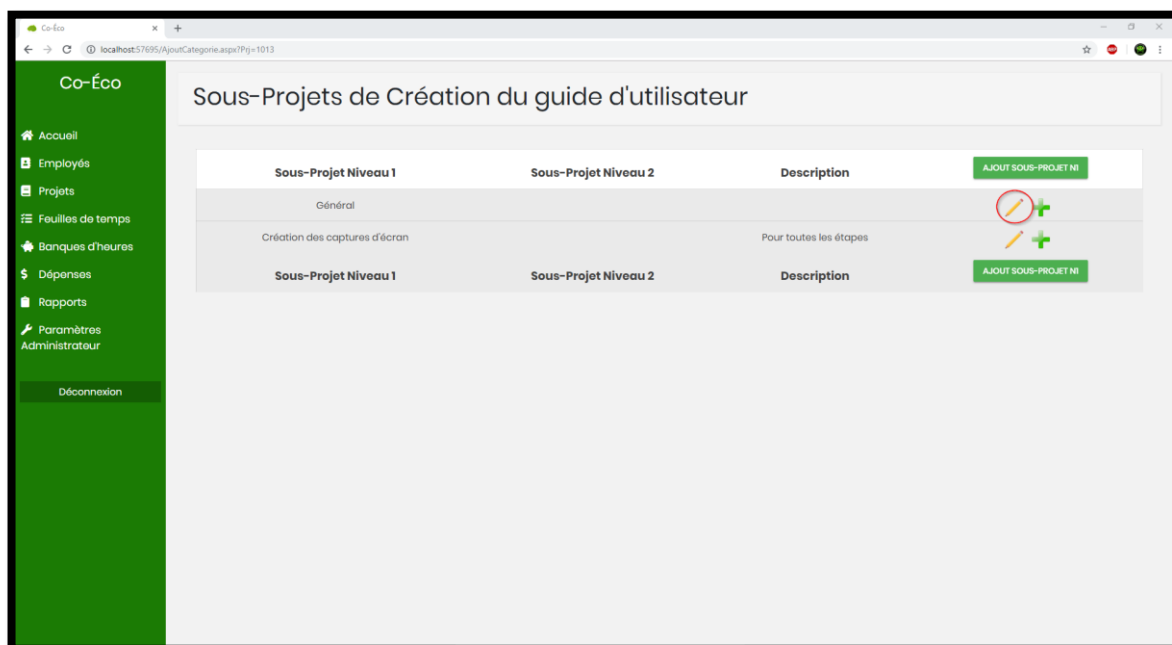 Co-Éco
localhost:57695/AjoutCategorie.aspx?Prj=1013
Co-Éco
Accueil
Employés
Projets
Feuilles de temps
Banques d'heures
Dépenses
Rapports
Paramètres
Administrateur
Déconnexion
Sous-Projets de Création du guide d'utilisateur
Sous-Projet Niveau 1 Sous-Projet Niveau 2 Description AJOUT SOUS-PROJET N1
Général
Création des captures d'écran Pour toutes les étapes
Sous-Projet Niveau 1 Sous-Projet Niveau 2 Description AJOUT SOUS-PROJET N1